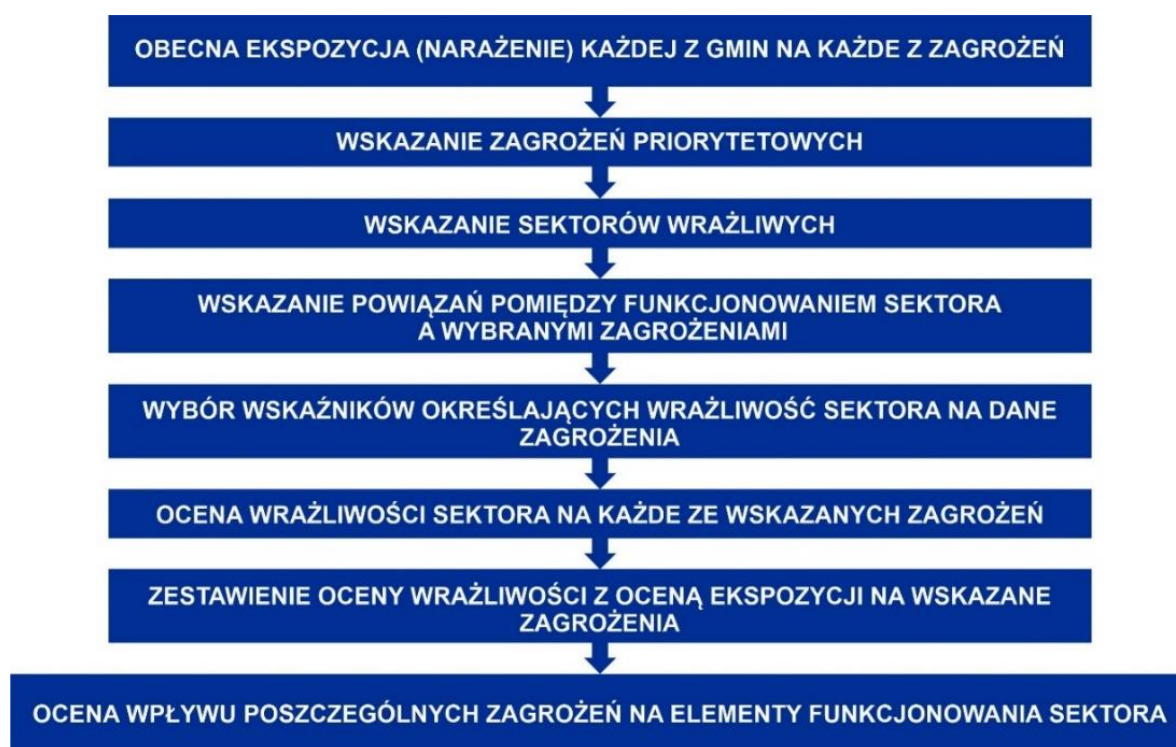 OBECNA EKSPOZYCJA (NARAŻENIE) KAŻDEJ Z GMIN NA KAŻDE Z ZAGROŻEŃ
WSKAZANIE ZAGROŻEŃ PRIORYTETOWYCH
WSKAZANIE SEKTORÓW WRAŻLIWYCH
WSKAZANIE POWIĄZAŃ POMIĘDZY FUNKCJONOWANIEM SEKTORA
A WYBRANYMI ZAGROŻENIAMI
WYBÓR WSKAŹNIKÓW OKREŚLAJĄCYCH WRAŻLIWOŚĆ SEKTORA NA DANE
ZAGROŻENIA
OCENA WRAŻLIWOŚCI SEKTORA NA KAŻDE ZE WSKAZANYCH ZAGROŻEŃ
ZESTAWIENIE OCENY WRAŻLIWOŚCI Z OCENĄ EKSPOZYCJI NA WSKAZANE
ZAGROŻENIA
OCENA WPŁYWU POSZCZEGÓLNYCH ZAGROŻEŃ NA ELEMENTY FUNKCJONOWANIA SEKTORA